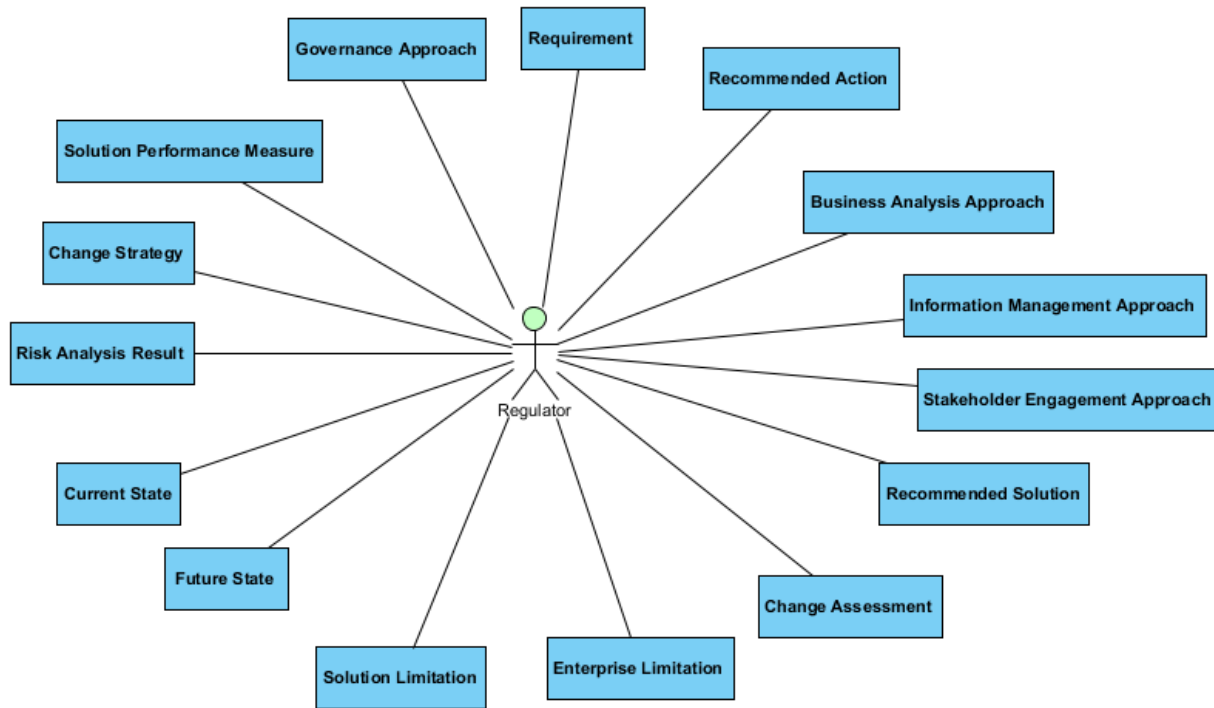 Requirement
Governance Approach
Recommended Action
Solution Performance Measure
Business Analysis Approach
Change Strategy
Information Management Approach
Risk Analysis Result
Stakeholder Engagement Approach
Regulator
Current State
Recommended Solution
Future State
Change Assessment
Enterprise Limitation
Solution Limitation